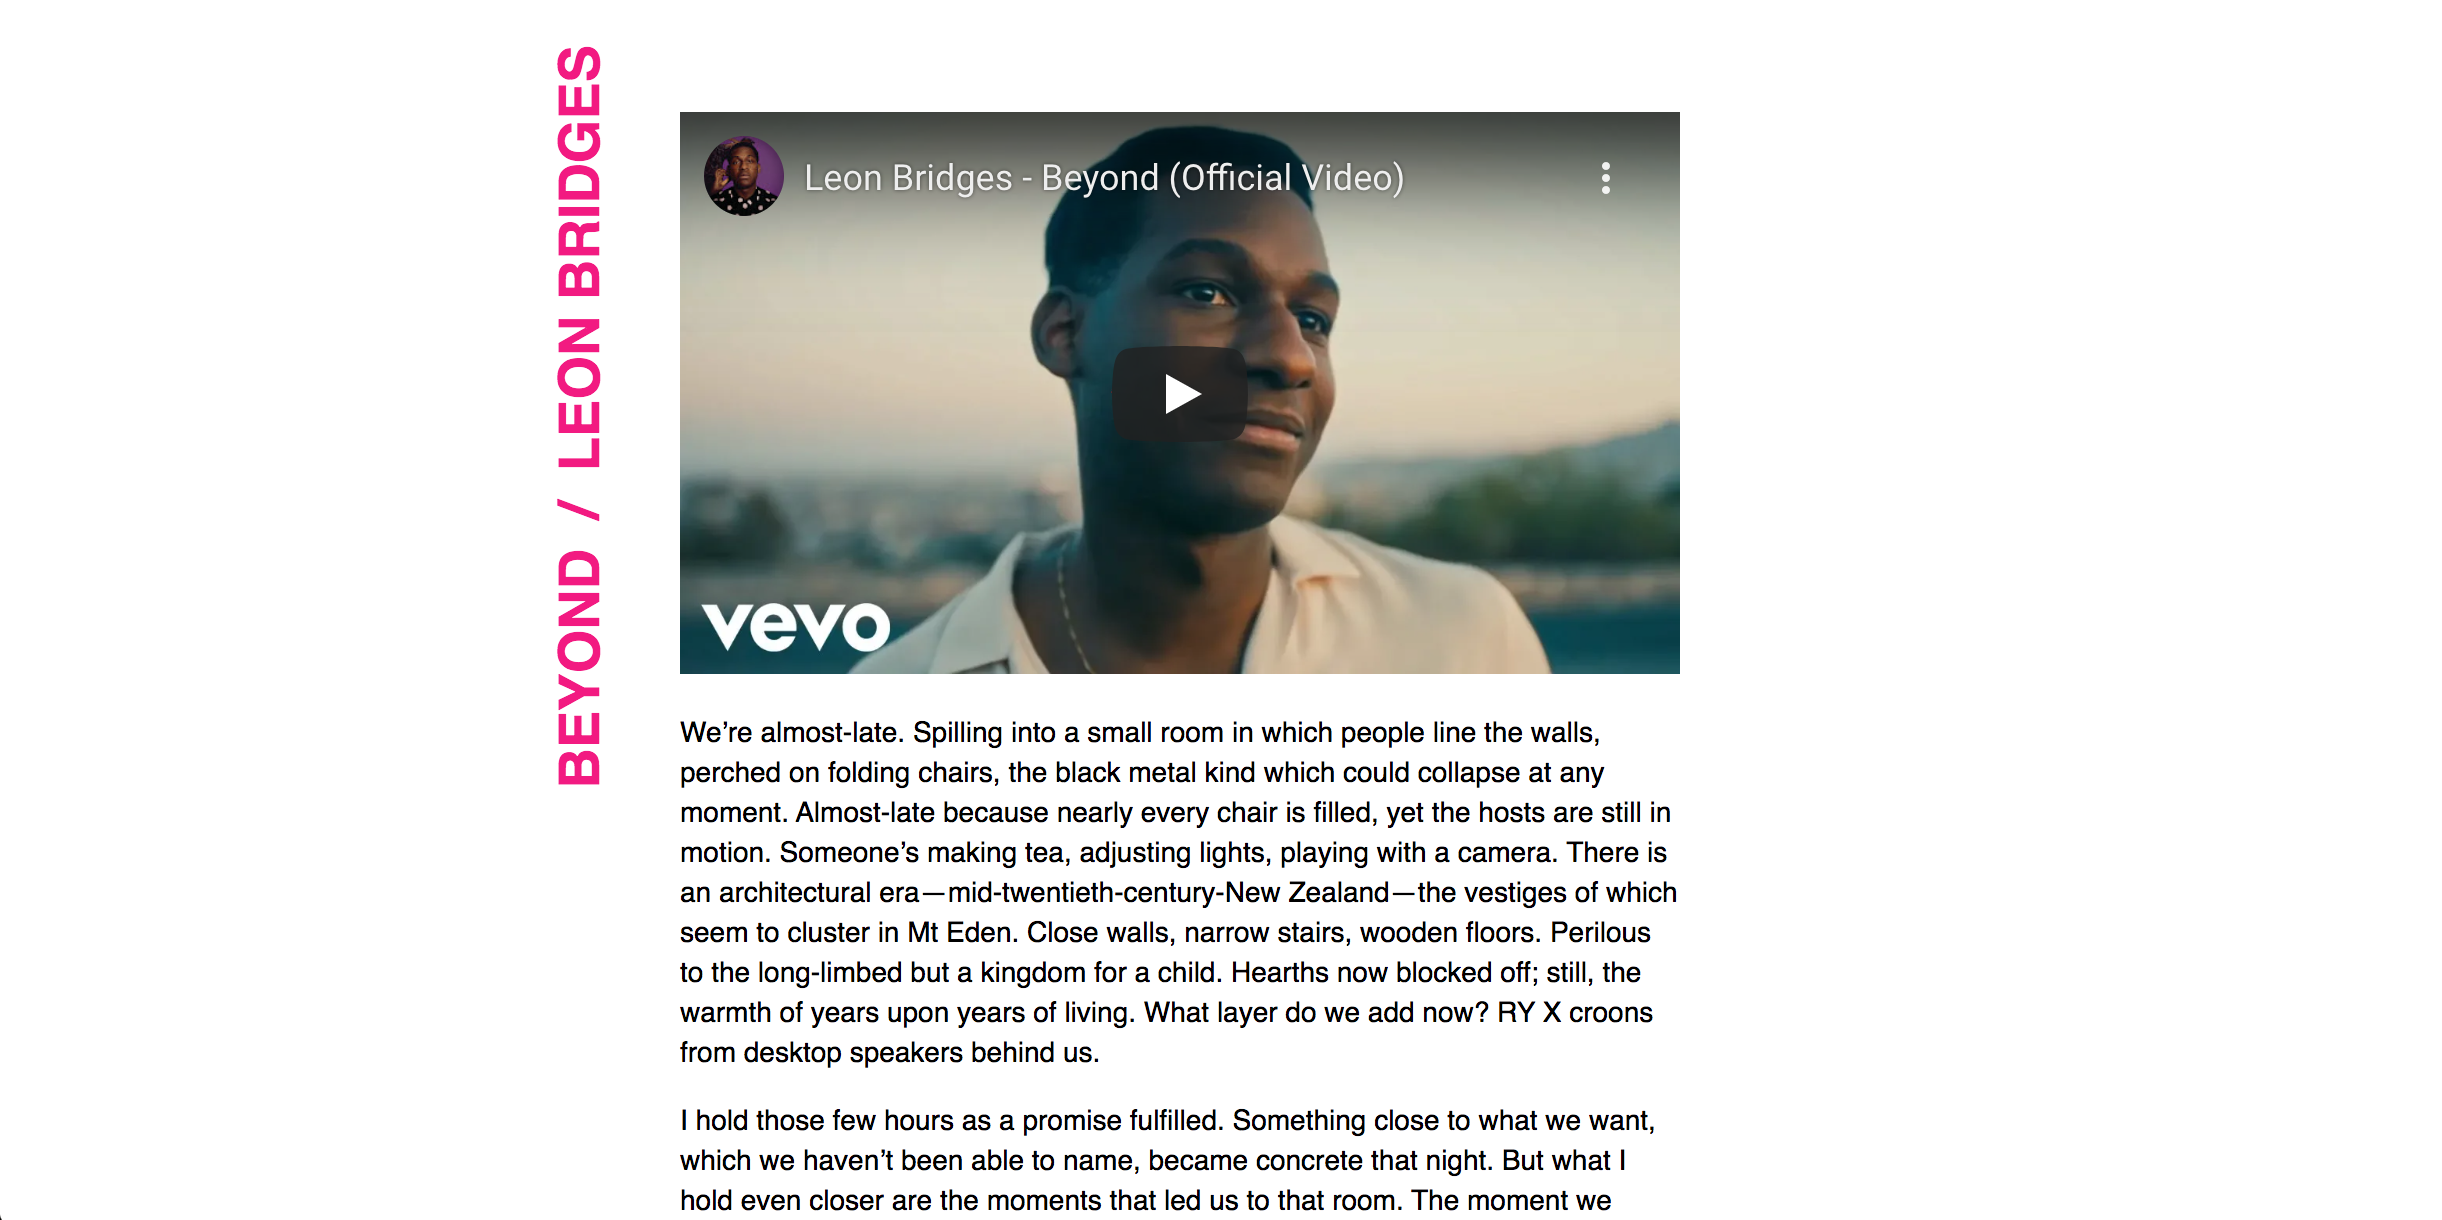 BEYOND / LEON BRIDGES
Leon Bridges - Beyond (Official Video)
vevo
We’re almost-late. Spilling into a small room in which people line the walls,
perched on folding chairs, the black metal kind which could collapse at any
moment. Almost-late because nearly every chair is filled, yet the hosts are still in
motion. Someone’s making tea, adjusting lights, playing with a camera. There is
an architectural era—mid-twentieth-century-New Zealand—the vestiges of which
seem to cluster in Mt Eden. Close walls, narrow stairs, wooden floors. Perilous
to the long-limbed but a kingdom for a child. Hearths now blocked off; still, the
warmth of years upon years of living. What layer do we add now? RY X croons
from desktop speakers behind us.
I hold those few hours as a promise fulfilled. Something close to what we want,
which we haven’t been able to name, became concrete that night. But what I
hold even closer are the moments that led us to that room. The moment we